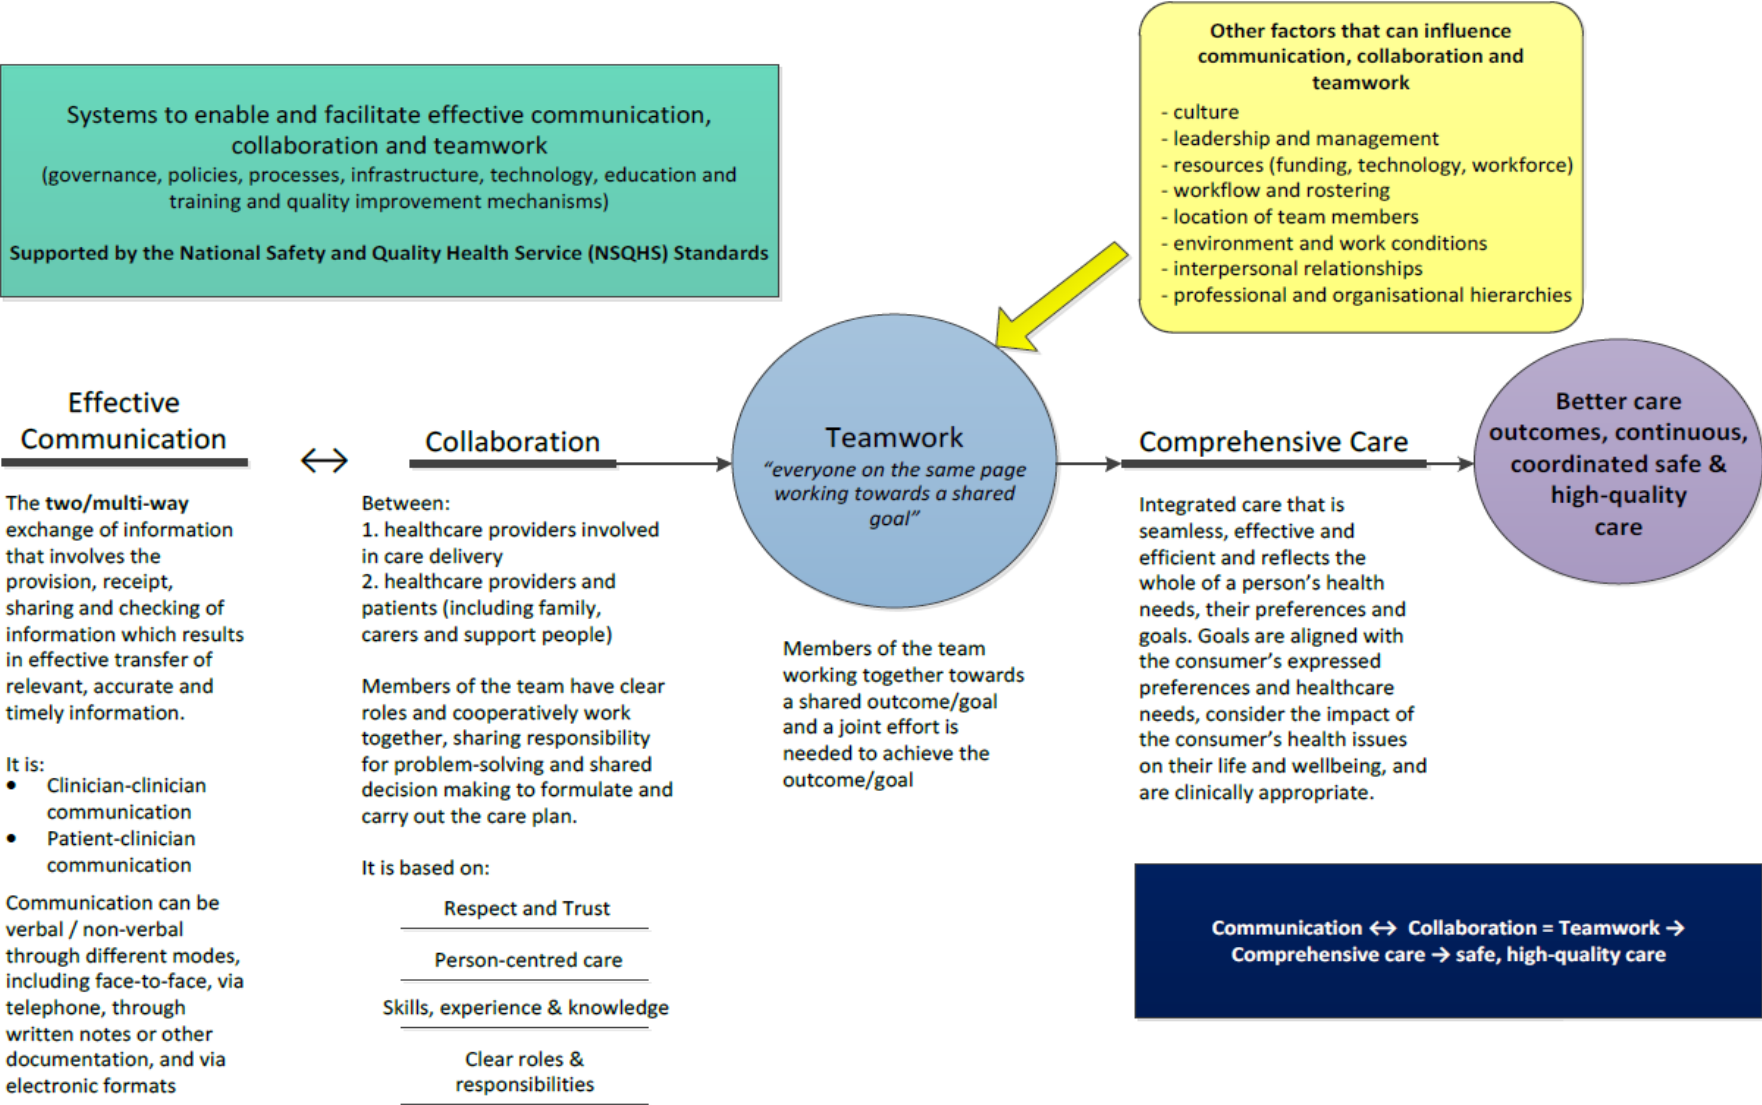 Systems to enable and facilitate effective communication,
collaboration and teamwork
(governance, policies, processes, infrastructure, technology, education and
training and quality improvement mechanisms)
Supported by the National Safety and Quality Health Service (NSQHS) Standards
Other factors that can influence
communication, collaboration and
teamwork
- culture
- leadership and management
- resources (funding, technology, workforce)
- workflow and rostering
- location of team members
- environment and work conditions
- interpersonal relationships
- professional and organisational hierarchies
Effective
Communication
The two/multi-way
exchange of information
that involves the
provision, receipt,
sharing and checking of
information which results
in effective transfer of
relevant, accurate and
timely information.
It is:
• Clinician-clinician
communication
• Patient-clinician
communication
Communication can be
verbal / non-verbal
through different modes,
including face-to-face, via
telephone, through
written notes or other
documentation, and via
electronic formats
↔
Collaboration
Between:
1. healthcare providers involved
in care delivery
2. healthcare providers and
patients (including family,
carers and support people)
Members of the team have clear
roles and cooperatively work
together, sharing responsibility
for problem-solving and shared
decision making to formulate and
carry out the care plan.
It is based on:
Respect and Trust
Person-centred care
Skills, experience & knowledge
Clear roles &
responsibilities
Teamwork
“everyone on the same page
working towards a shared
goal”
Members of the team
working together towards
a shared outcome/goal
and a joint effort is
needed to achieve the
outcome/goal
Comprehensive Care
Integrated care that is
seamless, effective and
efficient and reflects the
whole of a person’s health
needs, their preferences and
goals. Goals are aligned with
the consumer’s expressed
preferences and healthcare
needs, consider the impact of
the consumer’s health issues
on their life and wellbeing, and
are clinically appropriate.
Better care
outcomes, continuous,
coordinated safe &
high-quality
care
Communication ↔ Collaboration = Teamwork →
Comprehensive care → safe, high-quality care